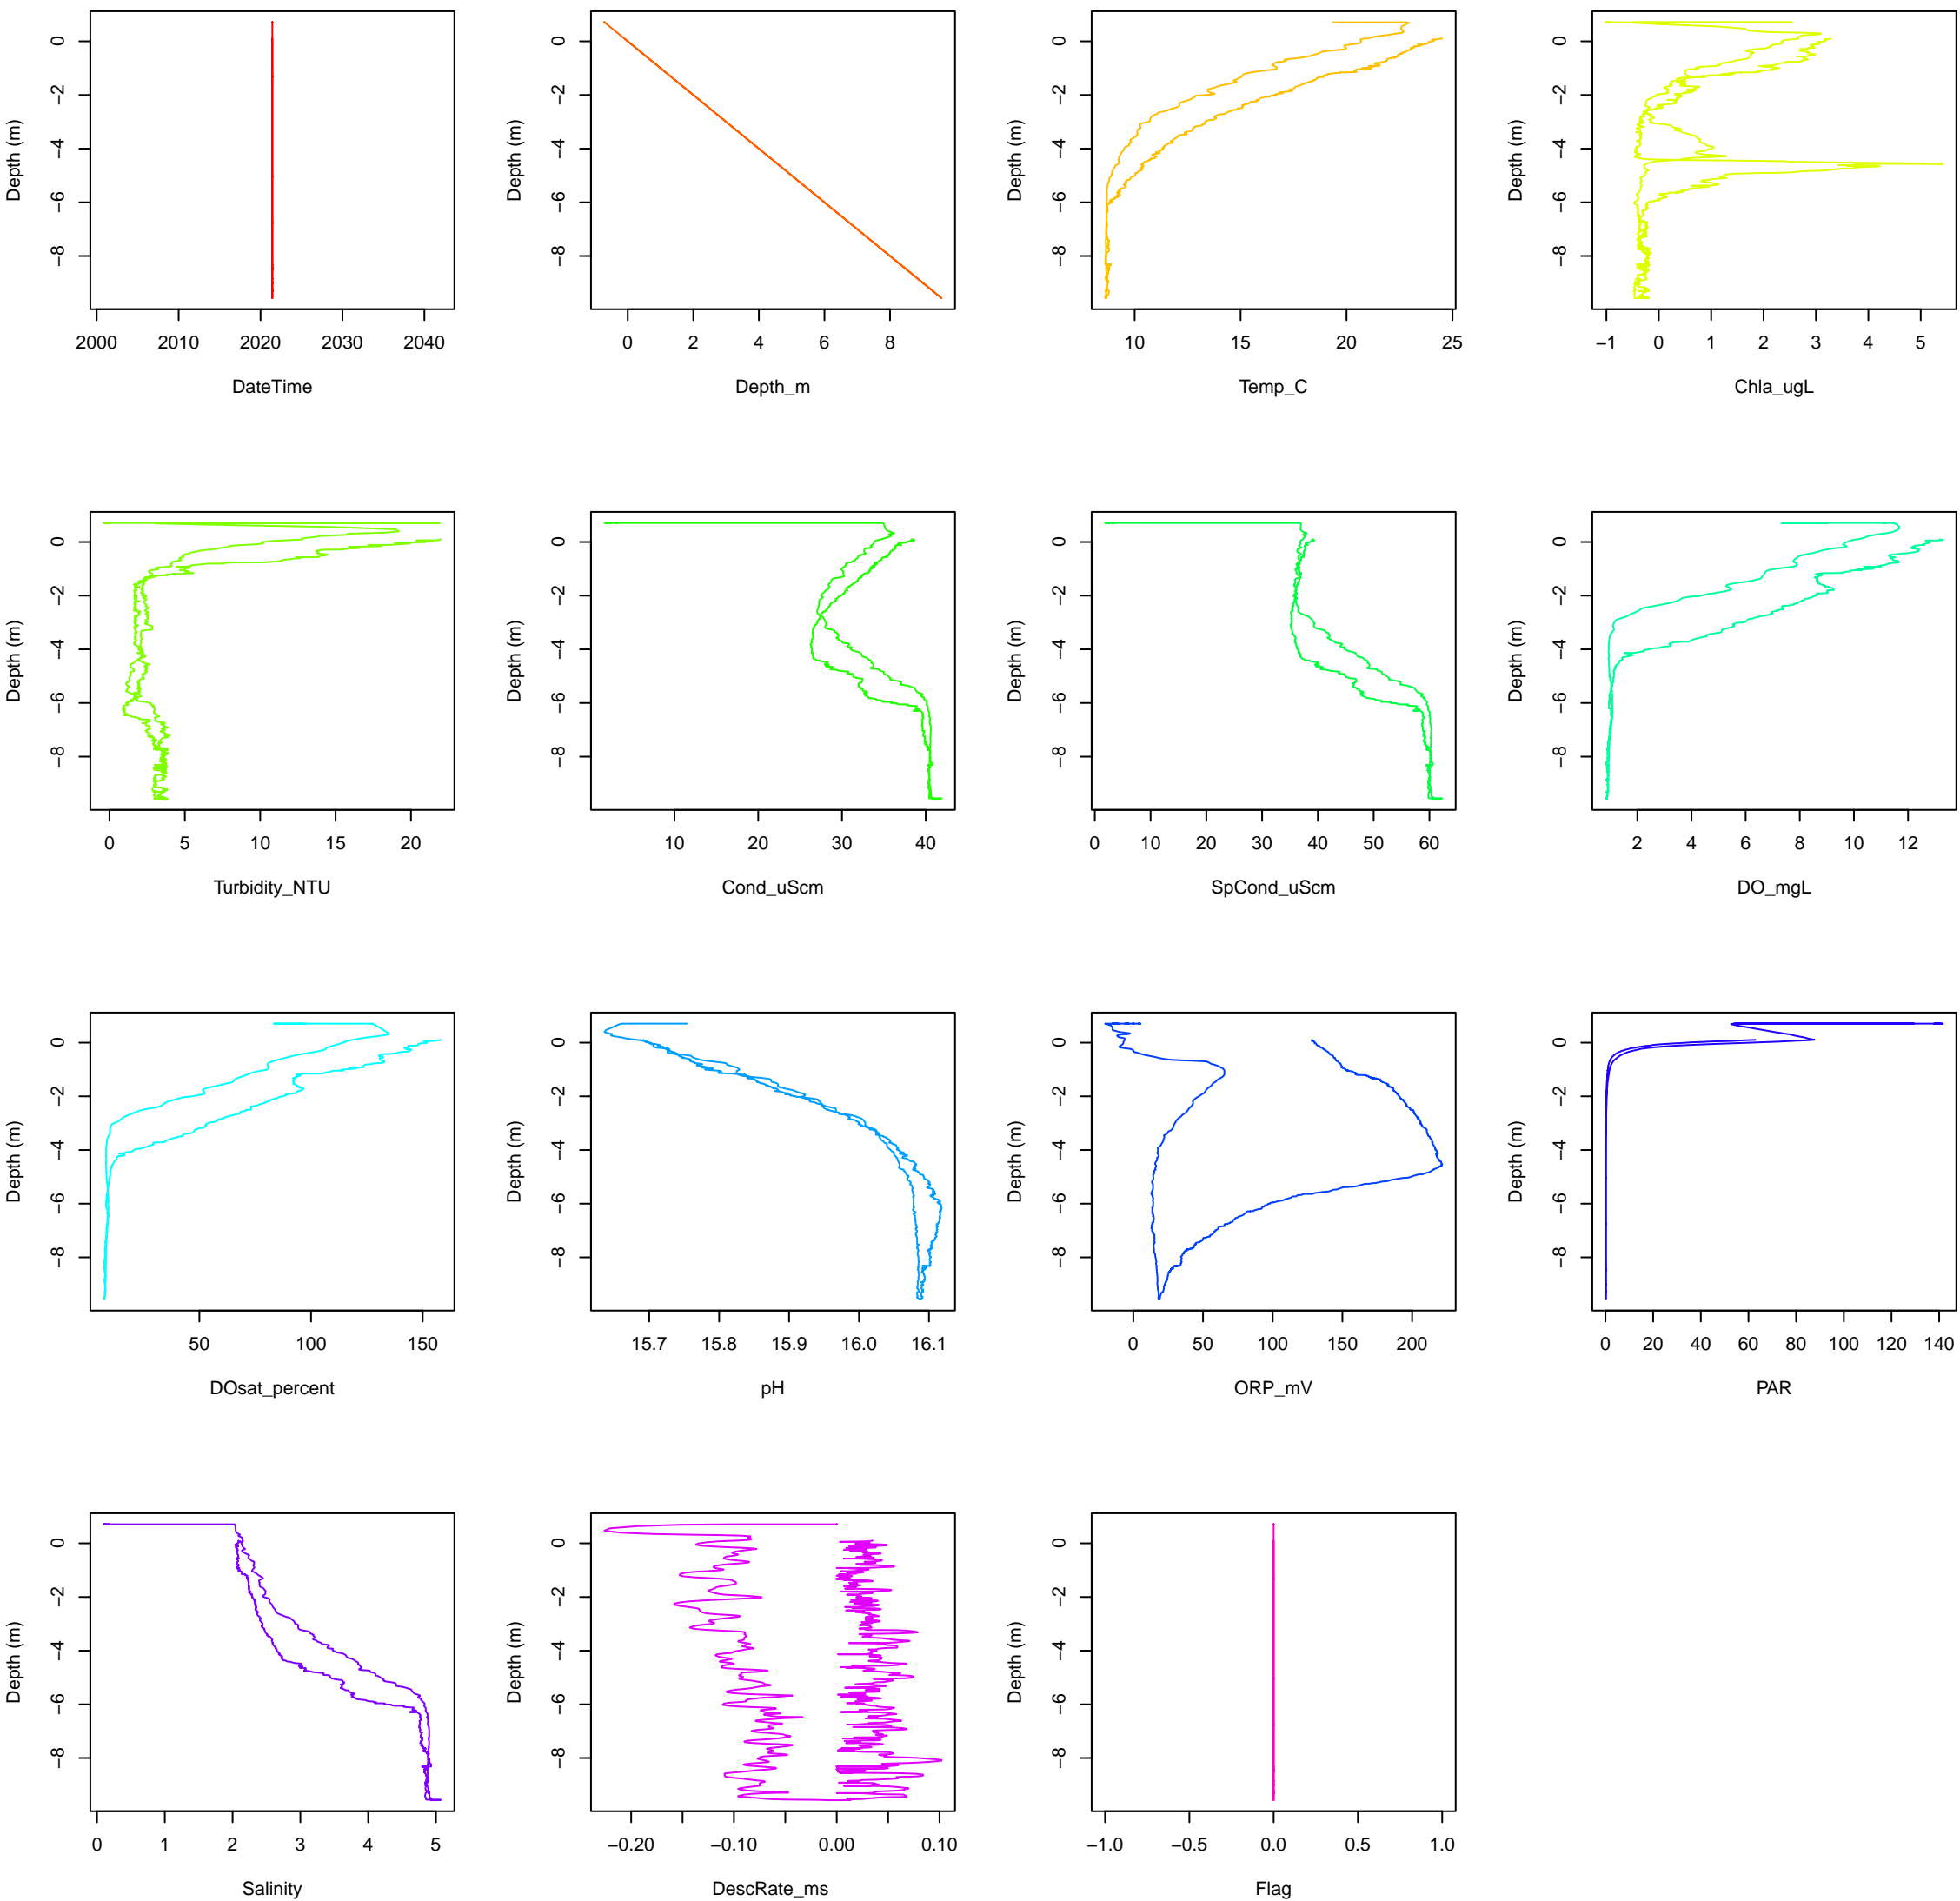 Depth (m)
0
−2
−4
−6
−8
2000 2010 2020 2030 2040
DateTime
Depth (m)
0
−2
−4
−6
−8
0 2 4 6 8
Depth_m
Depth (m)
0
−2
−4
−6
−8
10 15 20 25
Temp_C
Depth (m)
0
−2
−4
−6
−8
−1 0 1 2 3 4 5
Chla_ugL
Depth (m)
0
−2
−4
−6
−8
0 5 10 15 20
Turbidity_NTU
Depth (m)
0
−2
−4
−6
−8
10 20 30 40
Cond_uScm
Depth (m)
0
−2
−4
−6
−8
0 10 20 30 40 50 60
SpCond_uScm
Depth (m)
0
−2
−4
−6
−8
2 4 6 8 10 12
DO_mgL
Depth (m)
0
−2
−4
−6
−8
50 100 150
DOsat_percent
Depth (m)
0
−2
−4
−6
−8
15.7 15.8 15.9 16.0 16.1
pH
Depth (m)
0
−2
−4
−6
−8
0 50 100 150 200
ORP_mV
Depth (m)
0
−2
−4
−6
−8
0 20 40 60 80 100 120 140
PAR
Depth (m)
0
−2
−4
−6
−8
0 1 2 3 4 5
Salinity
Depth (m)
0
−2
−4
−6
−8
−0.20 −0.10 0.00 0.10
DescRate_ms
Depth (m)
0
−2
−4
−6
−8
−1.0 −0.5 0.0 0.5 1.0
Flag